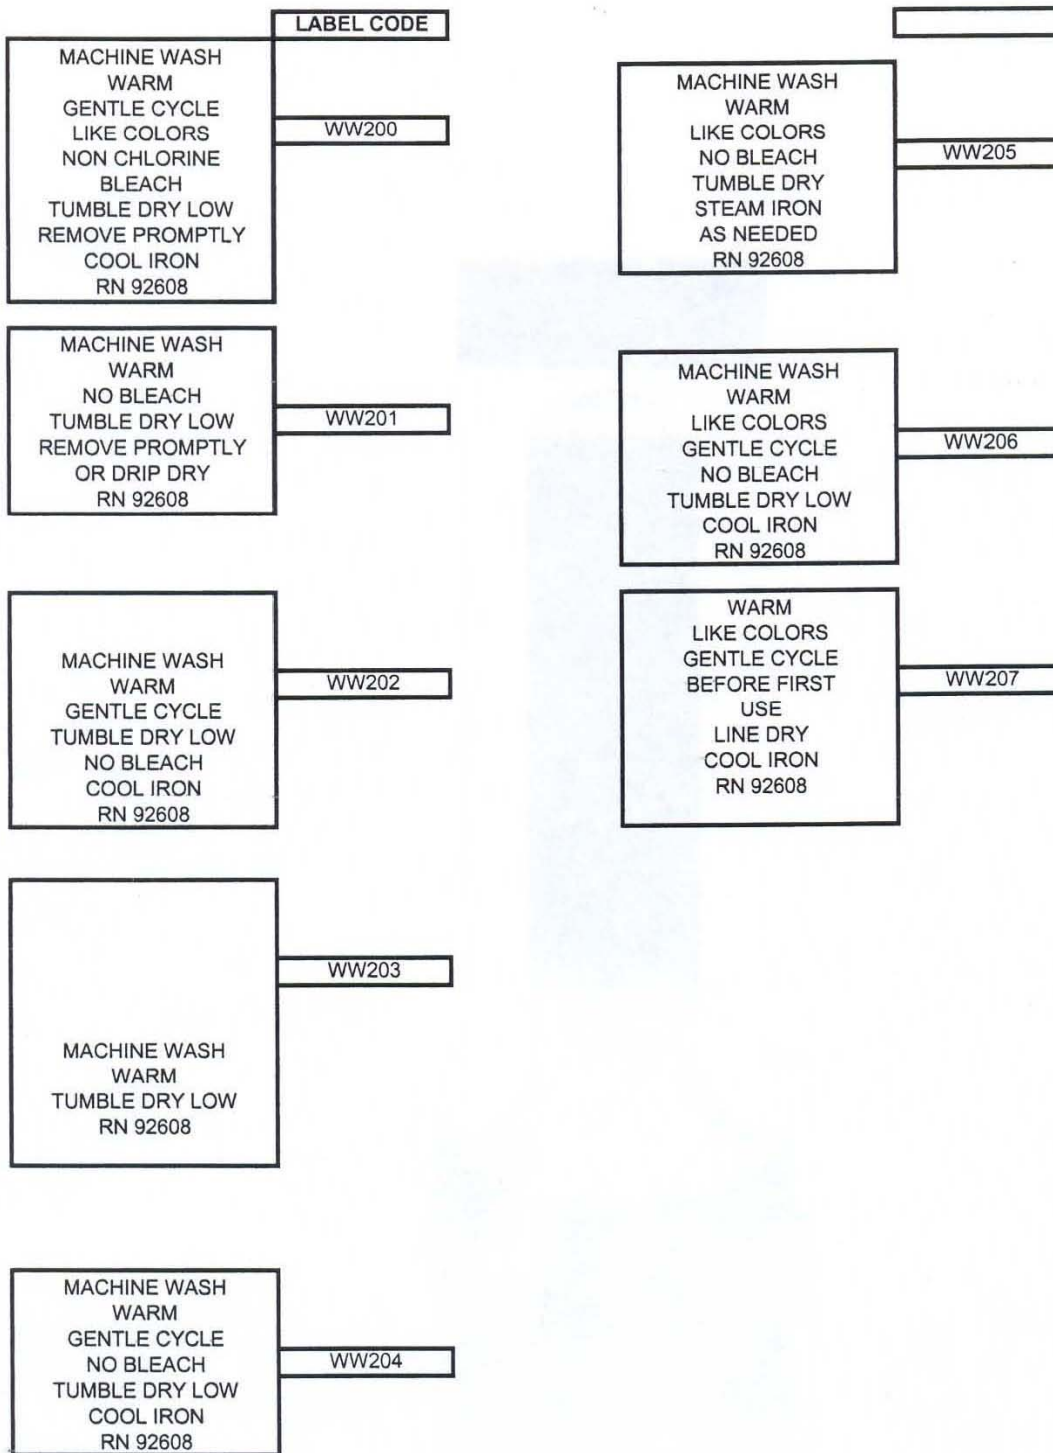 LABEL CODE
MACHINE WASH
WARM
GENTLE CYCLE
LIKE COLORS
NON CHLORINE
BLEACH
TUMBLE DRY LOW
REMOVE PROMPTLY
COOL IRON
RN 92608
WW200
MACHINE WASH
WARM
NO BLEACH
TUMBLE DRY LOW
REMOVE PROMPTLY
OR DRIP DRY
RN 92608
WW201
MACHINE WASH
WARM
GENTLE CYCLE
TUMBLE DRY LOW
NO BLEACH
COOL IRON
RN 92608
WW202
MACHINE WASH
WARM
TUMBLE DRY LOW
RN 92608
WW203
MACHINE WASH
WARM
GENTLE CYCLE
NO BLEACH
TUMBLE DRY LOW
COOL IRON
RN 92608
WW204
MACHINE WASH
WARM
LIKE COLORS
NO BLEACH
TUMBLE DRY
STEAM IRON
AS NEEDED
RN 92608
WW205
MACHINE WASH
WARM
LIKE COLORS
GENTLE CYCLE
NO BLEACH
TUMBLE DRY LOW
COOL IRON
RN 92608
WW206
WARM
LIKE COLORS
GENTLE CYCLE
BEFORE FIRST
USE
LINE DRY
COOL IRON
RN 92608
WW207